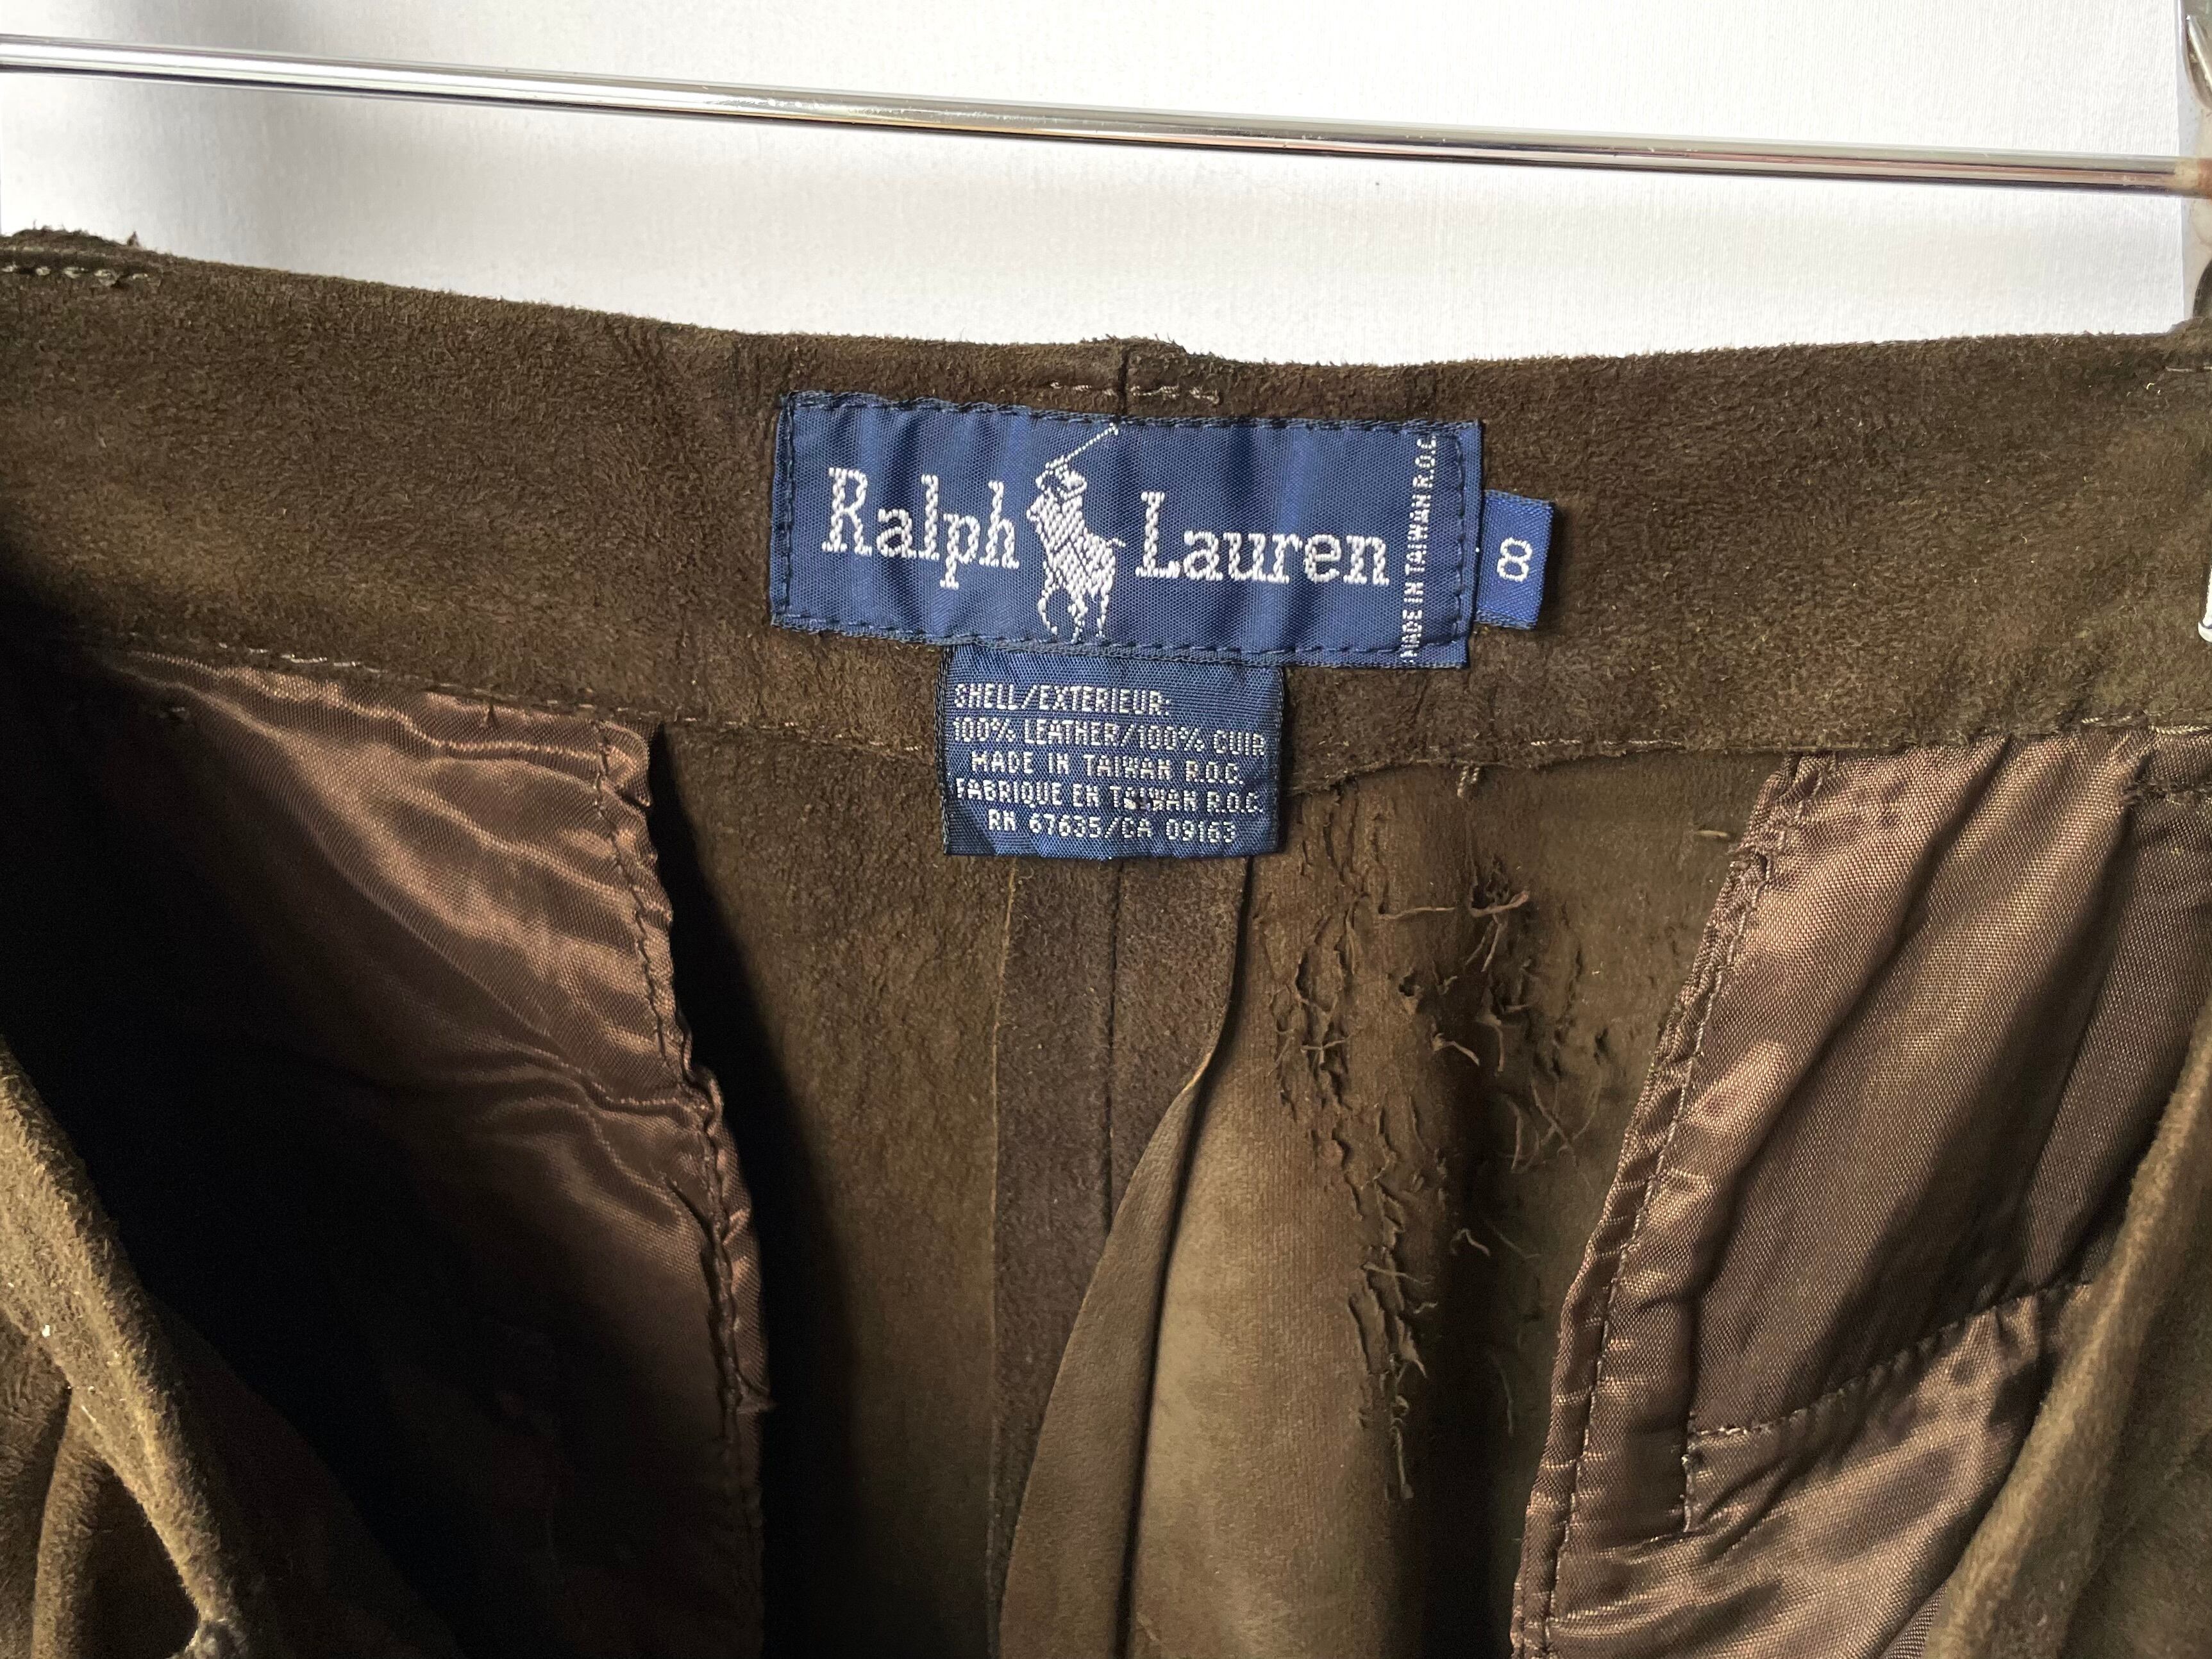 Ralph Lauren
MADE IN TAIWAN R.O.C.
8
SHELL/EXTERIEUR:
100% LEATHER/100% CUIR
MADE IN TAIWAN R.O.C.
FABRIQUE EN TAIWAN R.O.C.
RN 67635/CA 09163